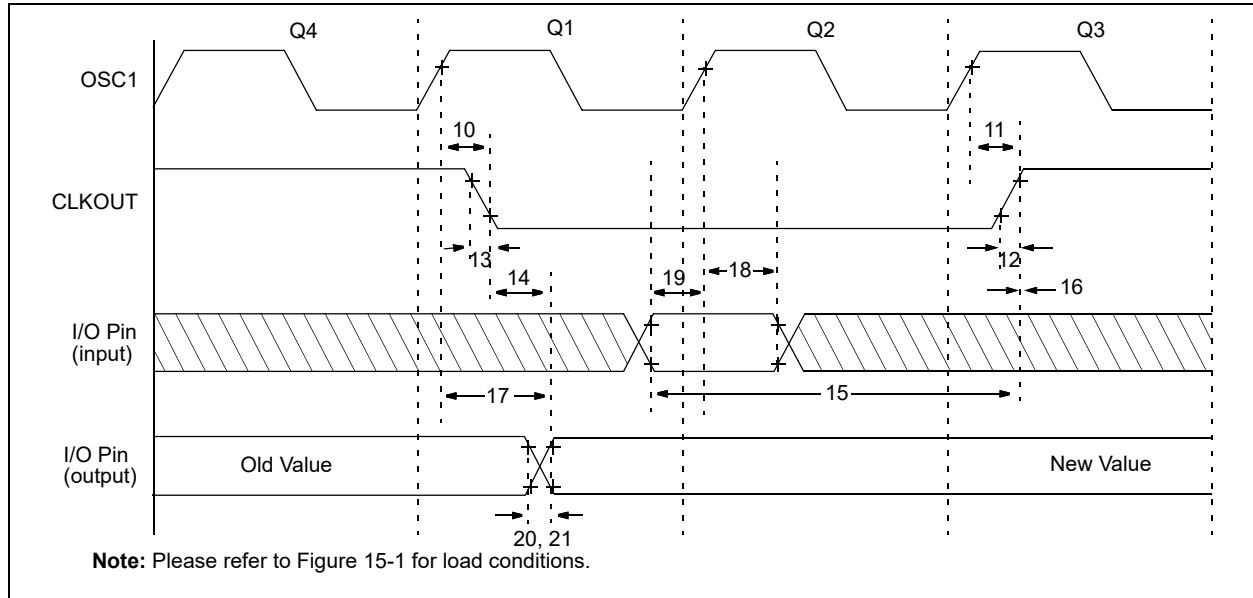 Q4 Q1 Q2 Q3
OSC1
10 11
CLKOUT
13 12
14 19 18 16
I/O Pin
(input)
17 15
I/O Pin
(output)
Old Value New Value
20, 21
Note: Please refer to Figure 15-1 for load conditions.